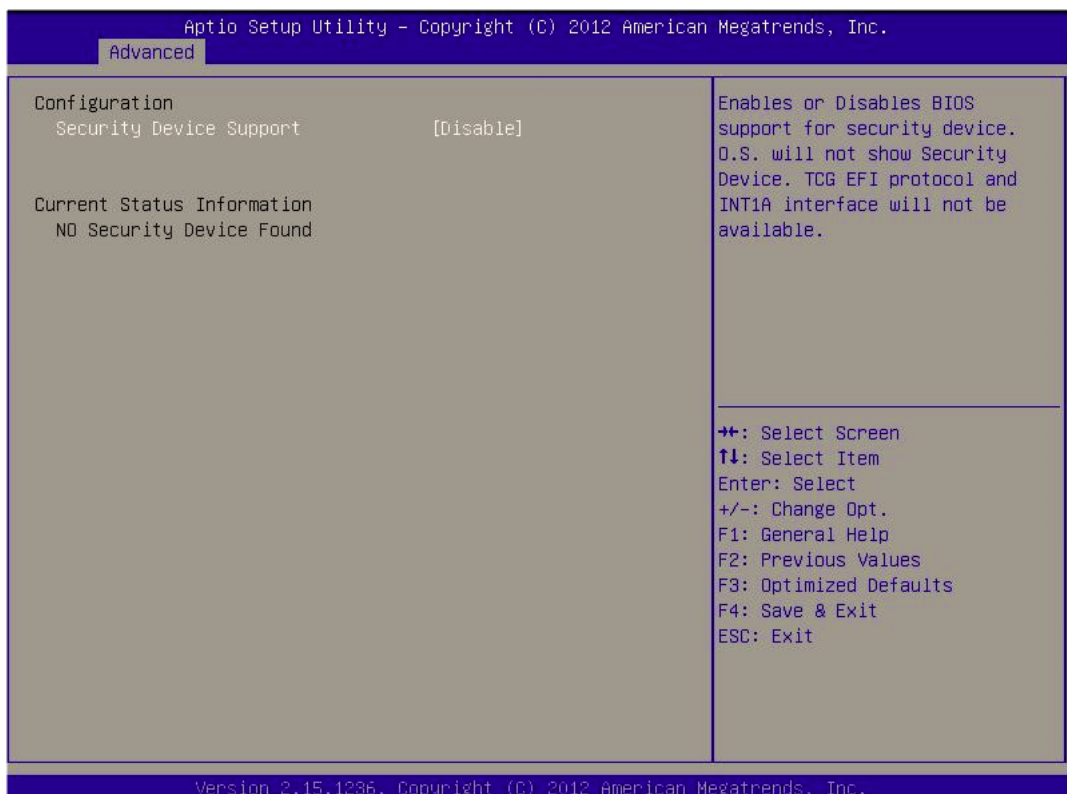 Aptio Setup Utility – Copyright (C) 2012 American Megatrends, Inc.
Advanced
Configuration
Security Device Support [Disable]
Current Status Information
NO Security Device Found
Enables or Disables BIOS
support for security device.
O.S. will not show Security
Device. TCG EFI protocol and
INT1A interface will not be
available.
→←: Select Screen
↑↓: Select Item
Enter: Select
+/-: Change Opt.
F1: General Help
F2: Previous Values
F3: Optimized Defaults
F4: Save & Exit
ESC: Exit
Version 2.15.1236. Copyright (C) 2012 American Megatrends, Inc.